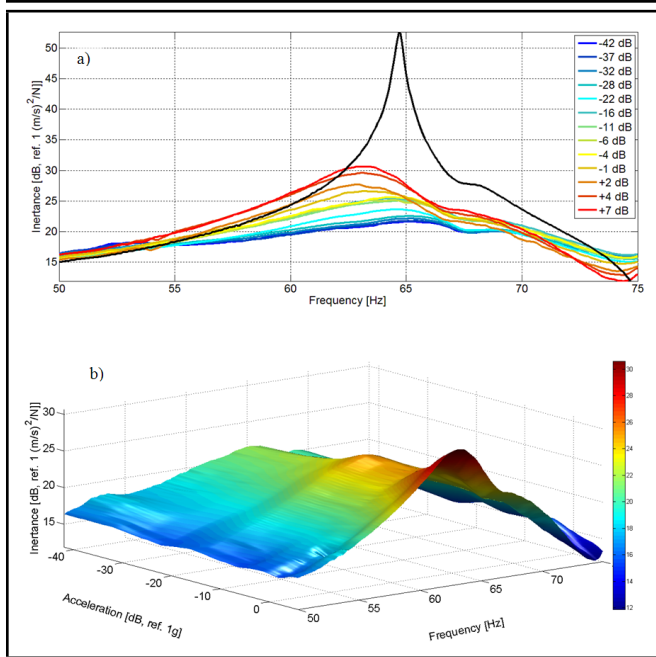 a)
Inertance [dB, ref. 1 (m/s)^2/N]]
50
45
40
35
30
25
20
15
50
55
60
65
70
75
Frequency [Hz]
-42 dB
-37 dB
-32 dB
-28 dB
-22 dB
-16 dB
-11 dB
-6 dB
-4 dB
-1 dB
+2 dB
+4 dB
+7 dB
b)
Inertance [dB, ref. 1 (m/s)^2/N]]
30
25
20
15
-40
-30
-20
-10
0
Acceleration [dB, ref. 1g]
50
55
60
65
70
Frequency [Hz]
30
28
26
24
22
20
18
16
14
12